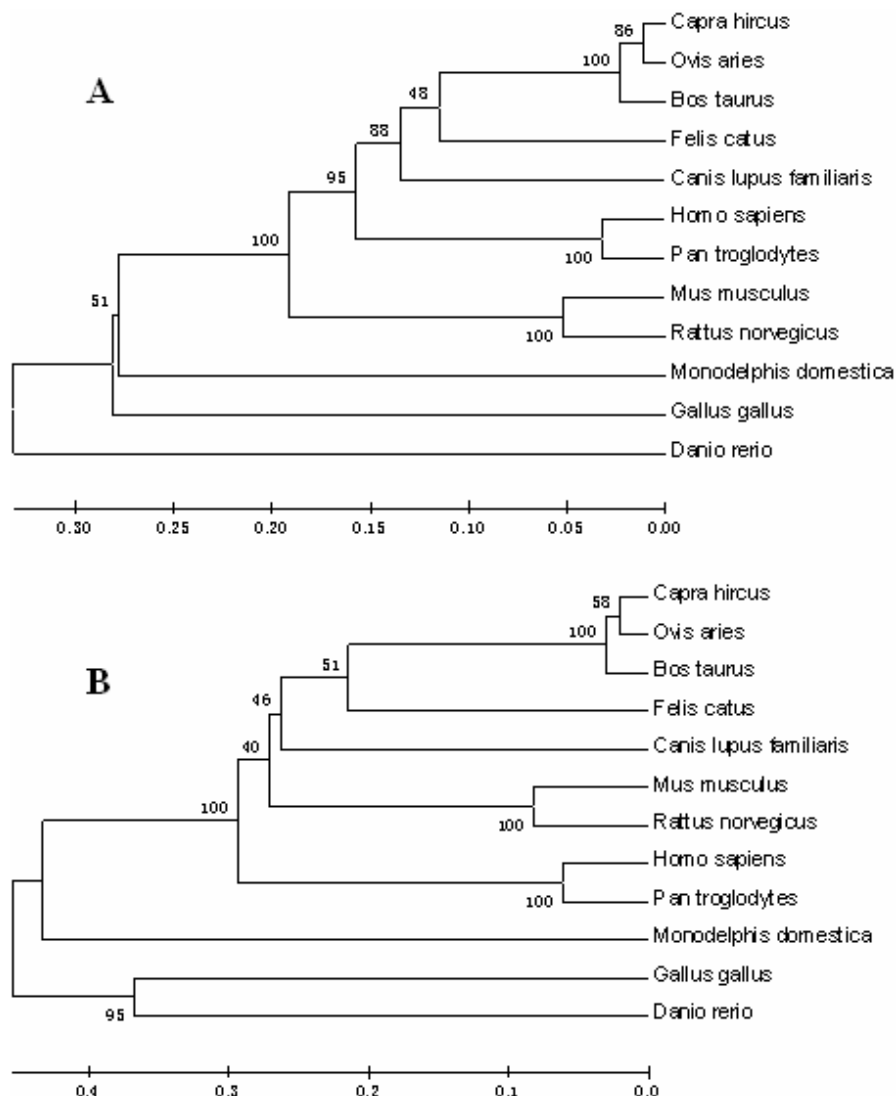 A
86
100
48
88
95
100
100
51
100
Capra hircus
Ovis aries
Bos taurus
Felis catus
Canis lupus familiaris
Homo sapiens
Pan troglodytes
Mus musculus
Rattus norvegicus
Monodelphis domestica
Gallus gallus
Danio rerio
0.30 0.25 0.20 0.15 0.10 0.05 0.00
B
58
100
51
46
40
100
100
100
95
Capra hircus
Ovis aries
Bos taurus
Felis catus
Canis lupus familiaris
Mus musculus
Rattus norvegicus
Homo sapiens
Pan troglodytes
Monodelphis domestica
Gallus gallus
Danio rerio
0.4 0.3 0.2 0.1 0.0